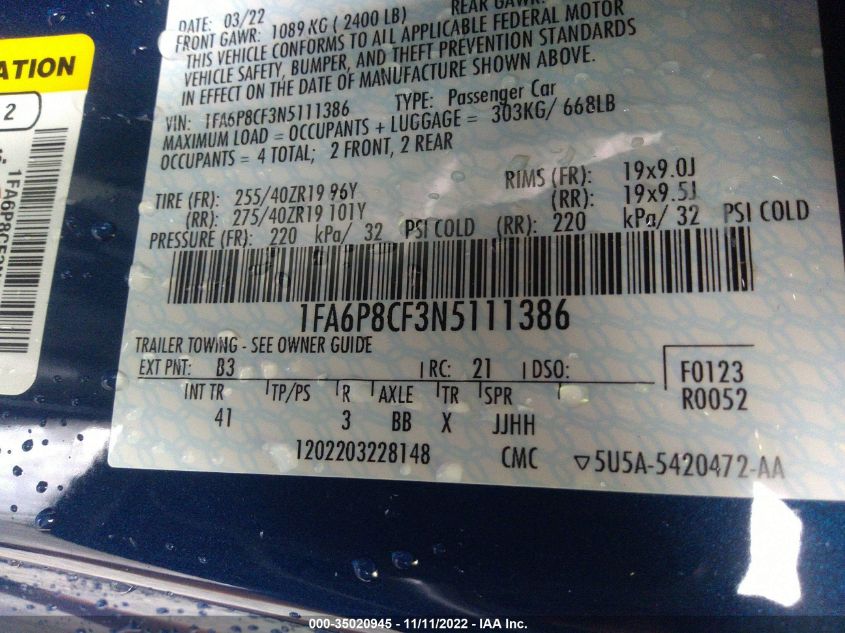 DATE: 03/22
REAR GAWR:
FRONT GAWR: 1089 KG ( 2400 LB)
THIS VEHICLE CONFORMS TO ALL APPLICABLE FEDERAL MOTOR
VEHICLE SAFETY, BUMPER, AND THEFT PREVENTION STANDARDS
IN EFFECT ON THE DATE OF MANUFACTURE SHOWN ABOVE.
VIN: 1FA6P8CF3N5111386 TYPE: Passenger Car
MAXIMUM LOAD = OCCUPANTS + LUGGAGE = 303KG/ 668LB
OCCUPANTS = 4 TOTAL; 2 FRONT, 2 REAR
TIRE (FR): 255/40ZR19 96Y RIMS (FR): 19x9.0J
(RR): 275/40ZR19 101Y (RR): 19x9.5J
PRESSURE (FR): 220 kPa/ 32 PSI COLD (RR): 220 kPa/ 32 PSI COLD
1FA6P8CF3N5111386
TRAILER TOWING - SEE OWNER GUIDE
EXT PNT: B3 RC: 21 DSO: F0123
INT TR TP/PS R AXLE TR SPR R0052
41 3 BB X JJHH
1202203228148 CMC ▽5U5A-5420472-AA
ATION
2
1FA6P8CF3N
000-35020945 - 11/11/2022 - IAA Inc.